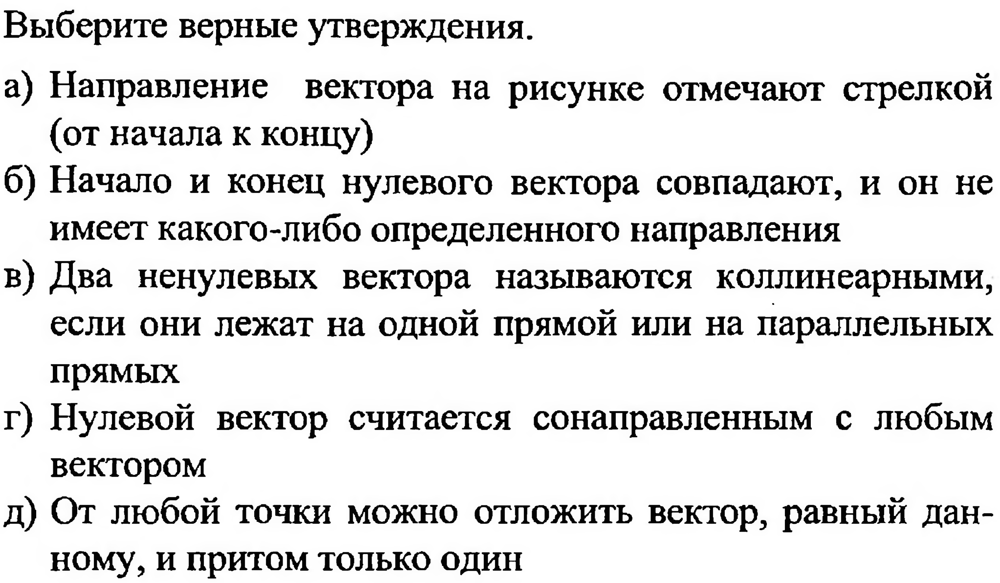 Выберите верные утверждения.
а) Направление вектора на рисунке отмечают стрелкой
(от начала к концу)
б) Начало и конец нулевого вектора совпадают, и он не
имеет какого-либо определенного направления
в) Два ненулевых вектора называются коллинеарными,
если они лежат на одной прямой или на параллельных
прямых
г) Нулевой вектор считается сонаправленным с любым
вектором
д) От любой точки можно отложить вектор, равный дан-
ному, и притом только один